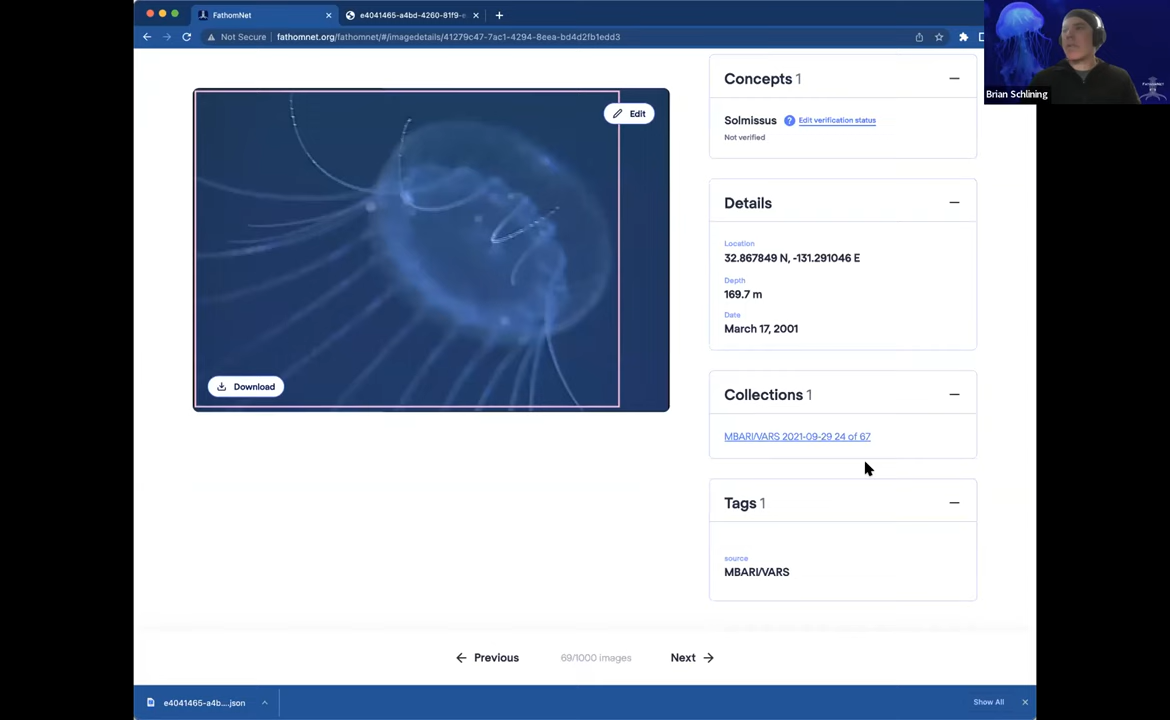 FathomNet
e4041465-a4bd-4260-81f9-e
Not Secure
fathomnet.org/fathomnet/#/imagedetails/41279c47-7ac1-4294-8eea-bd4d2fb1edd3
Brian Schlining
Edit
Download
Concepts 1
Solmissus
? Edit verification status
Not verified
Details
Location
32.867849 N, -131.291046 E
Depth
169.7 m
Date
March 17, 2001
Collections 1
MBARI/VARS 2021-09-29 24 of 67
Tags 1
source
MBARI/VARS
Previous
69/1000 images
Next
e4041465-a4b....json
Show All